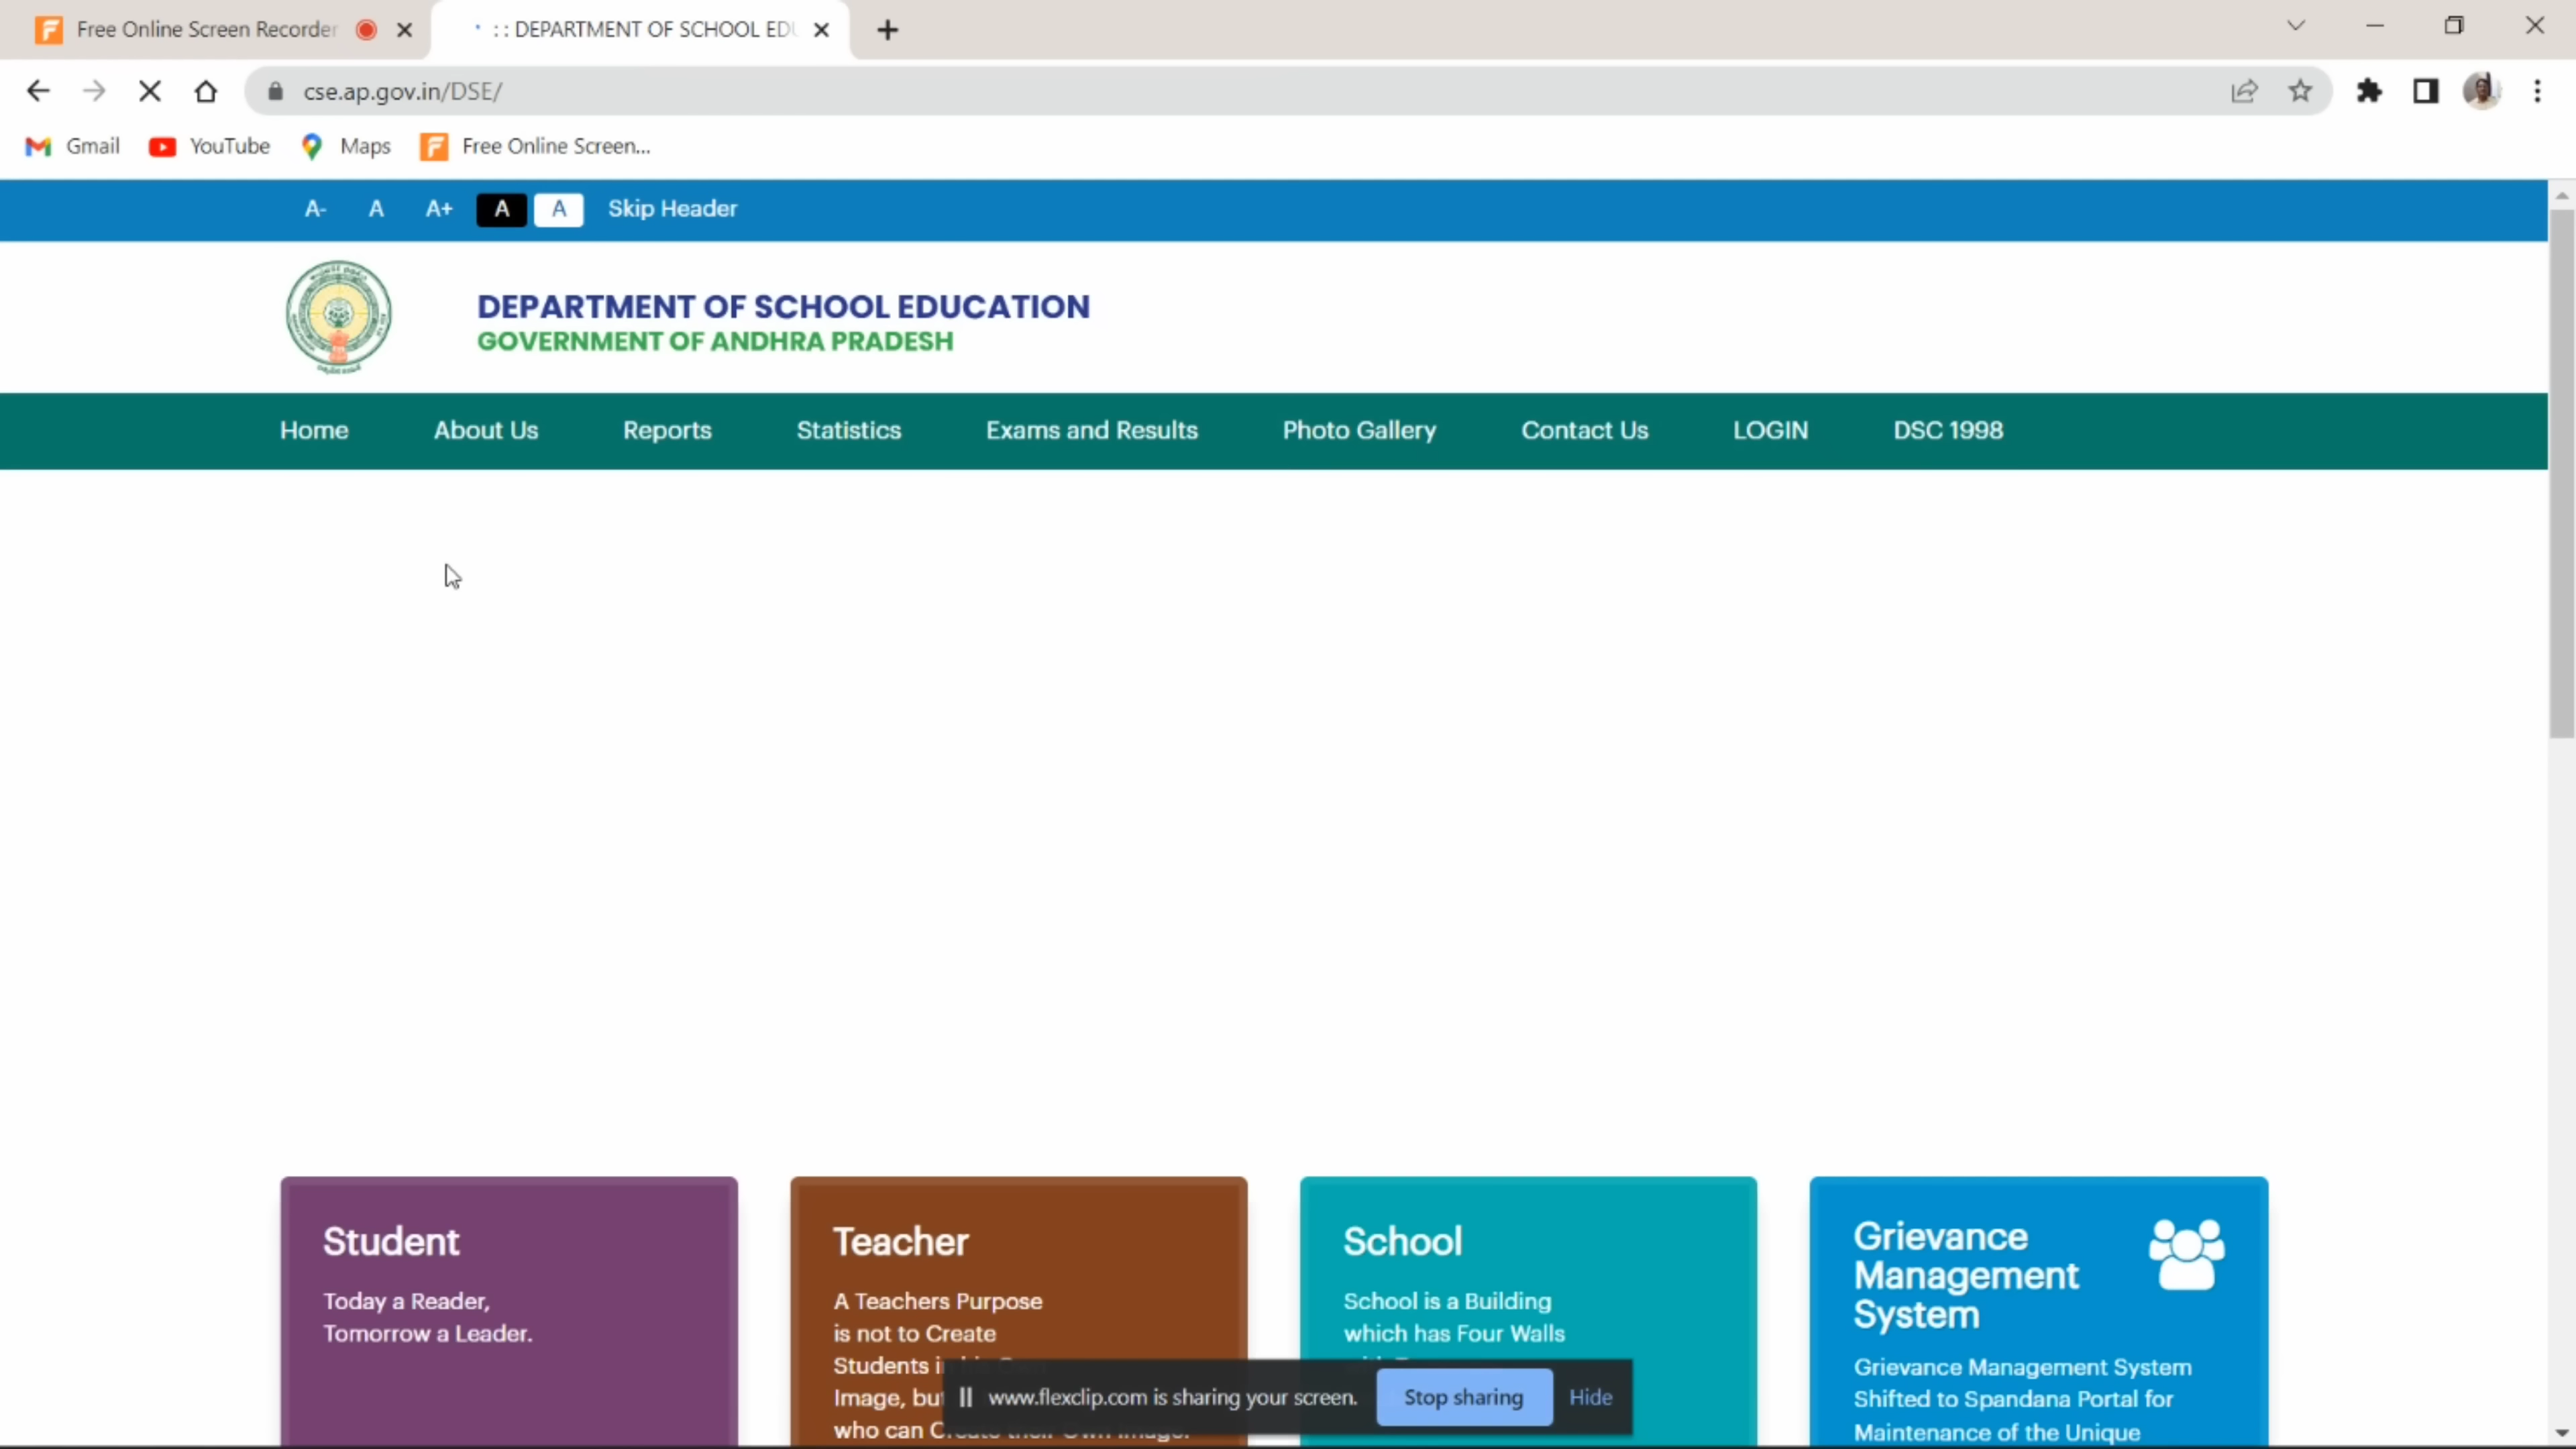 Free Online Screen Recorder
: : DEPARTMENT OF SCHOOL EDU
cse.ap.gov.in/DSE/
Gmail YouTube Maps Free Online Screen...
A- A A+ A A Skip Header
DEPARTMENT OF SCHOOL EDUCATION
GOVERNMENT OF ANDHRA PRADESH
Home About Us Reports Statistics Exams and Results Photo Gallery Contact Us LOGIN DSC 1998
Student
Today a Reader,
Tomorrow a Leader.
Teacher
A Teachers Purpose
is not to Create
Students
Image, but
who can
School
School is a Building
which has Four Walls
Grievance
Management
System
Grievance Management System
Shifted to Spandana Portal for
Maintenance of the Unique
www.flexclip.com is sharing your screen. Stop sharing Hide